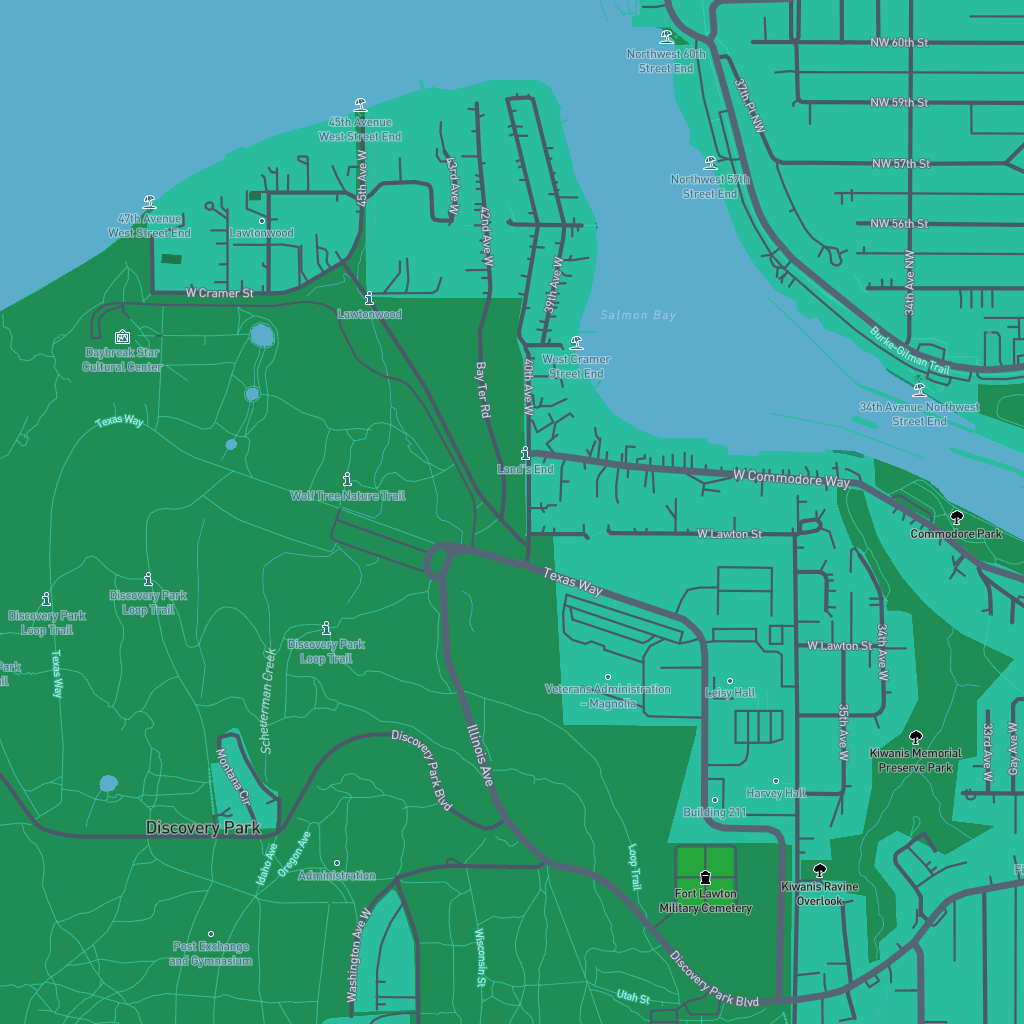 NW 60th St
Northwest 60th
Street End
37th Pl NW
NW 59th St
45th Avenue
West Street End
NW 57th St
Northwest 57th
Street End
45th Ave W
43rd Ave W
42nd Ave W
47th Avenue
West Street End
Lawtonwood
NW 56th St
34th Ave NW
39th Ave W
W Cramer St
Lawtonwood
Salmon Bay
Burke-Gilman Trail
Daybreak Star
Cultural Center
West Cramer
Street End
Bay Ter Rd
40th Ave W
34th Avenue Northwest
Street End
Texas Way
Land's End
W Commodore Way
Wolf Tree Nature Trail
Commodore Park
W Lawton St
Texas Way
Discovery Park
Loop Trail
Discovery Park
Loop Trail
Discovery Park
Loop Trail
W Lawton St
34th Ave W
Texas Way
Scheuerman Creek
Park
Veterans Administration
- Magnolia
Leisy Hall
35th Ave W
33rd Ave W
Gay Ave W
Kiwanis Memorial
Preserve Park
Illinois Ave
Discovery Park Blvd
Montana Cir
Harvey Hall
Building 211
Discovery Park
Idaho Ave
Oregon Ave
Administration
Loop Trail
Fort Lawton
Military Cemetery
Kiwanis Ravine
Overlook
Washington Ave W
Wisconsin St
Post Exchange
and Gymnasium
Discovery Park Blvd
Utah St